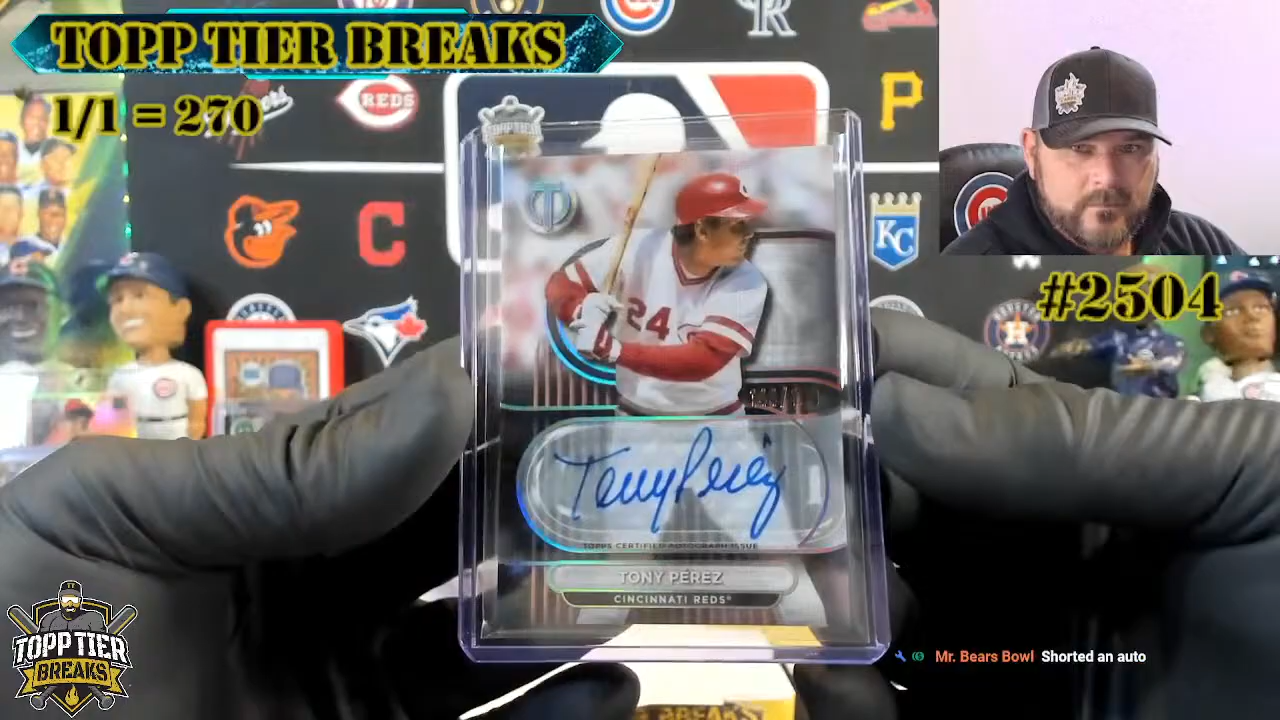 TOPP TIER BREAKS
1/1 = 270
REDS
KC
#2504
24
Tony Perez
TOPPS CERTIFIED AUTOGRAPH ISSUE
TONY PÉREZ
CINCINNATI REDS®
TOPP TIER
BREAKS
Mr. Bears Bowl Shorted an auto